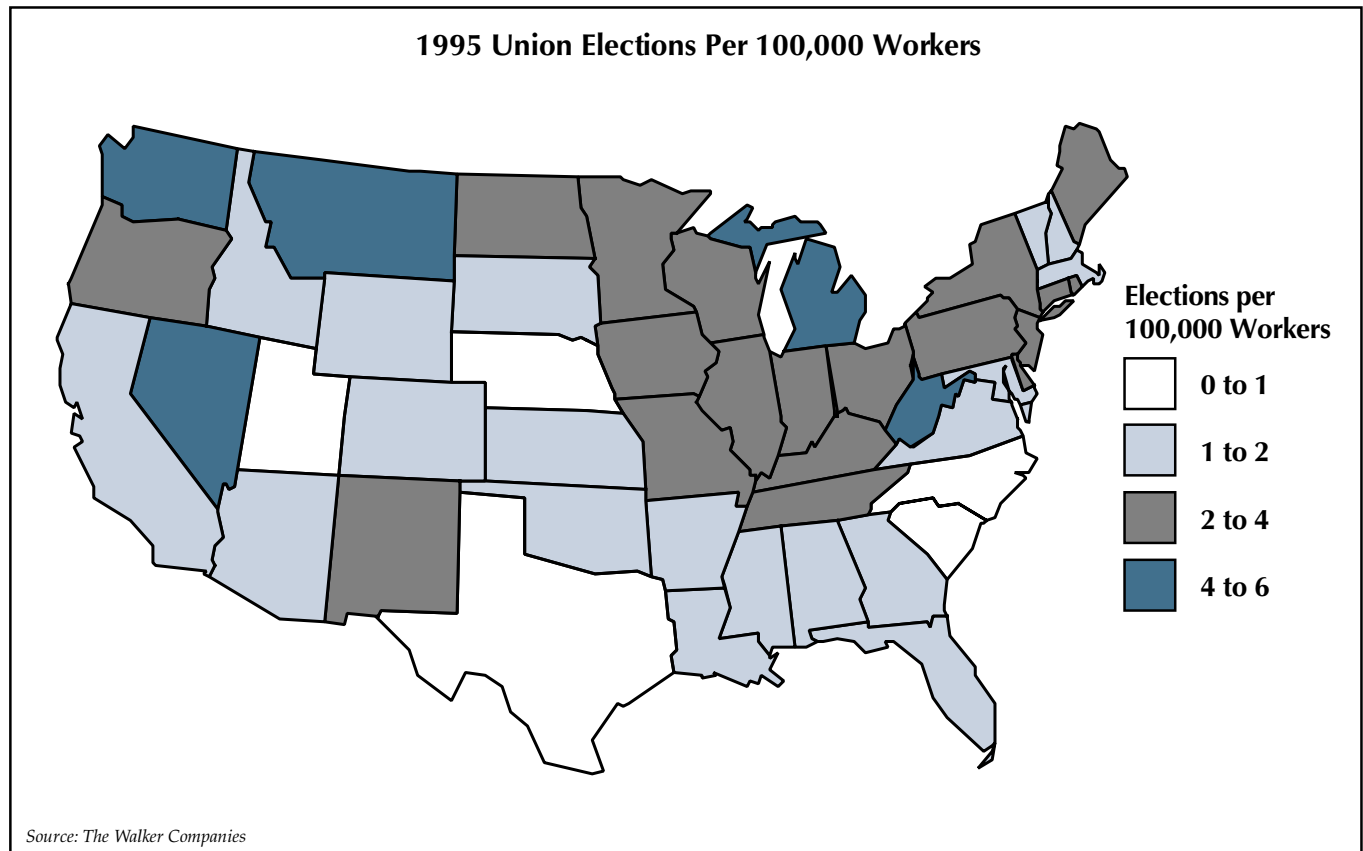 1995 Union Elections Per 100,000 Workers
Elections per
100,000 Workers
0 to 1
1 to 2
2 to 4
4 to 6
Source: The Walker Companies